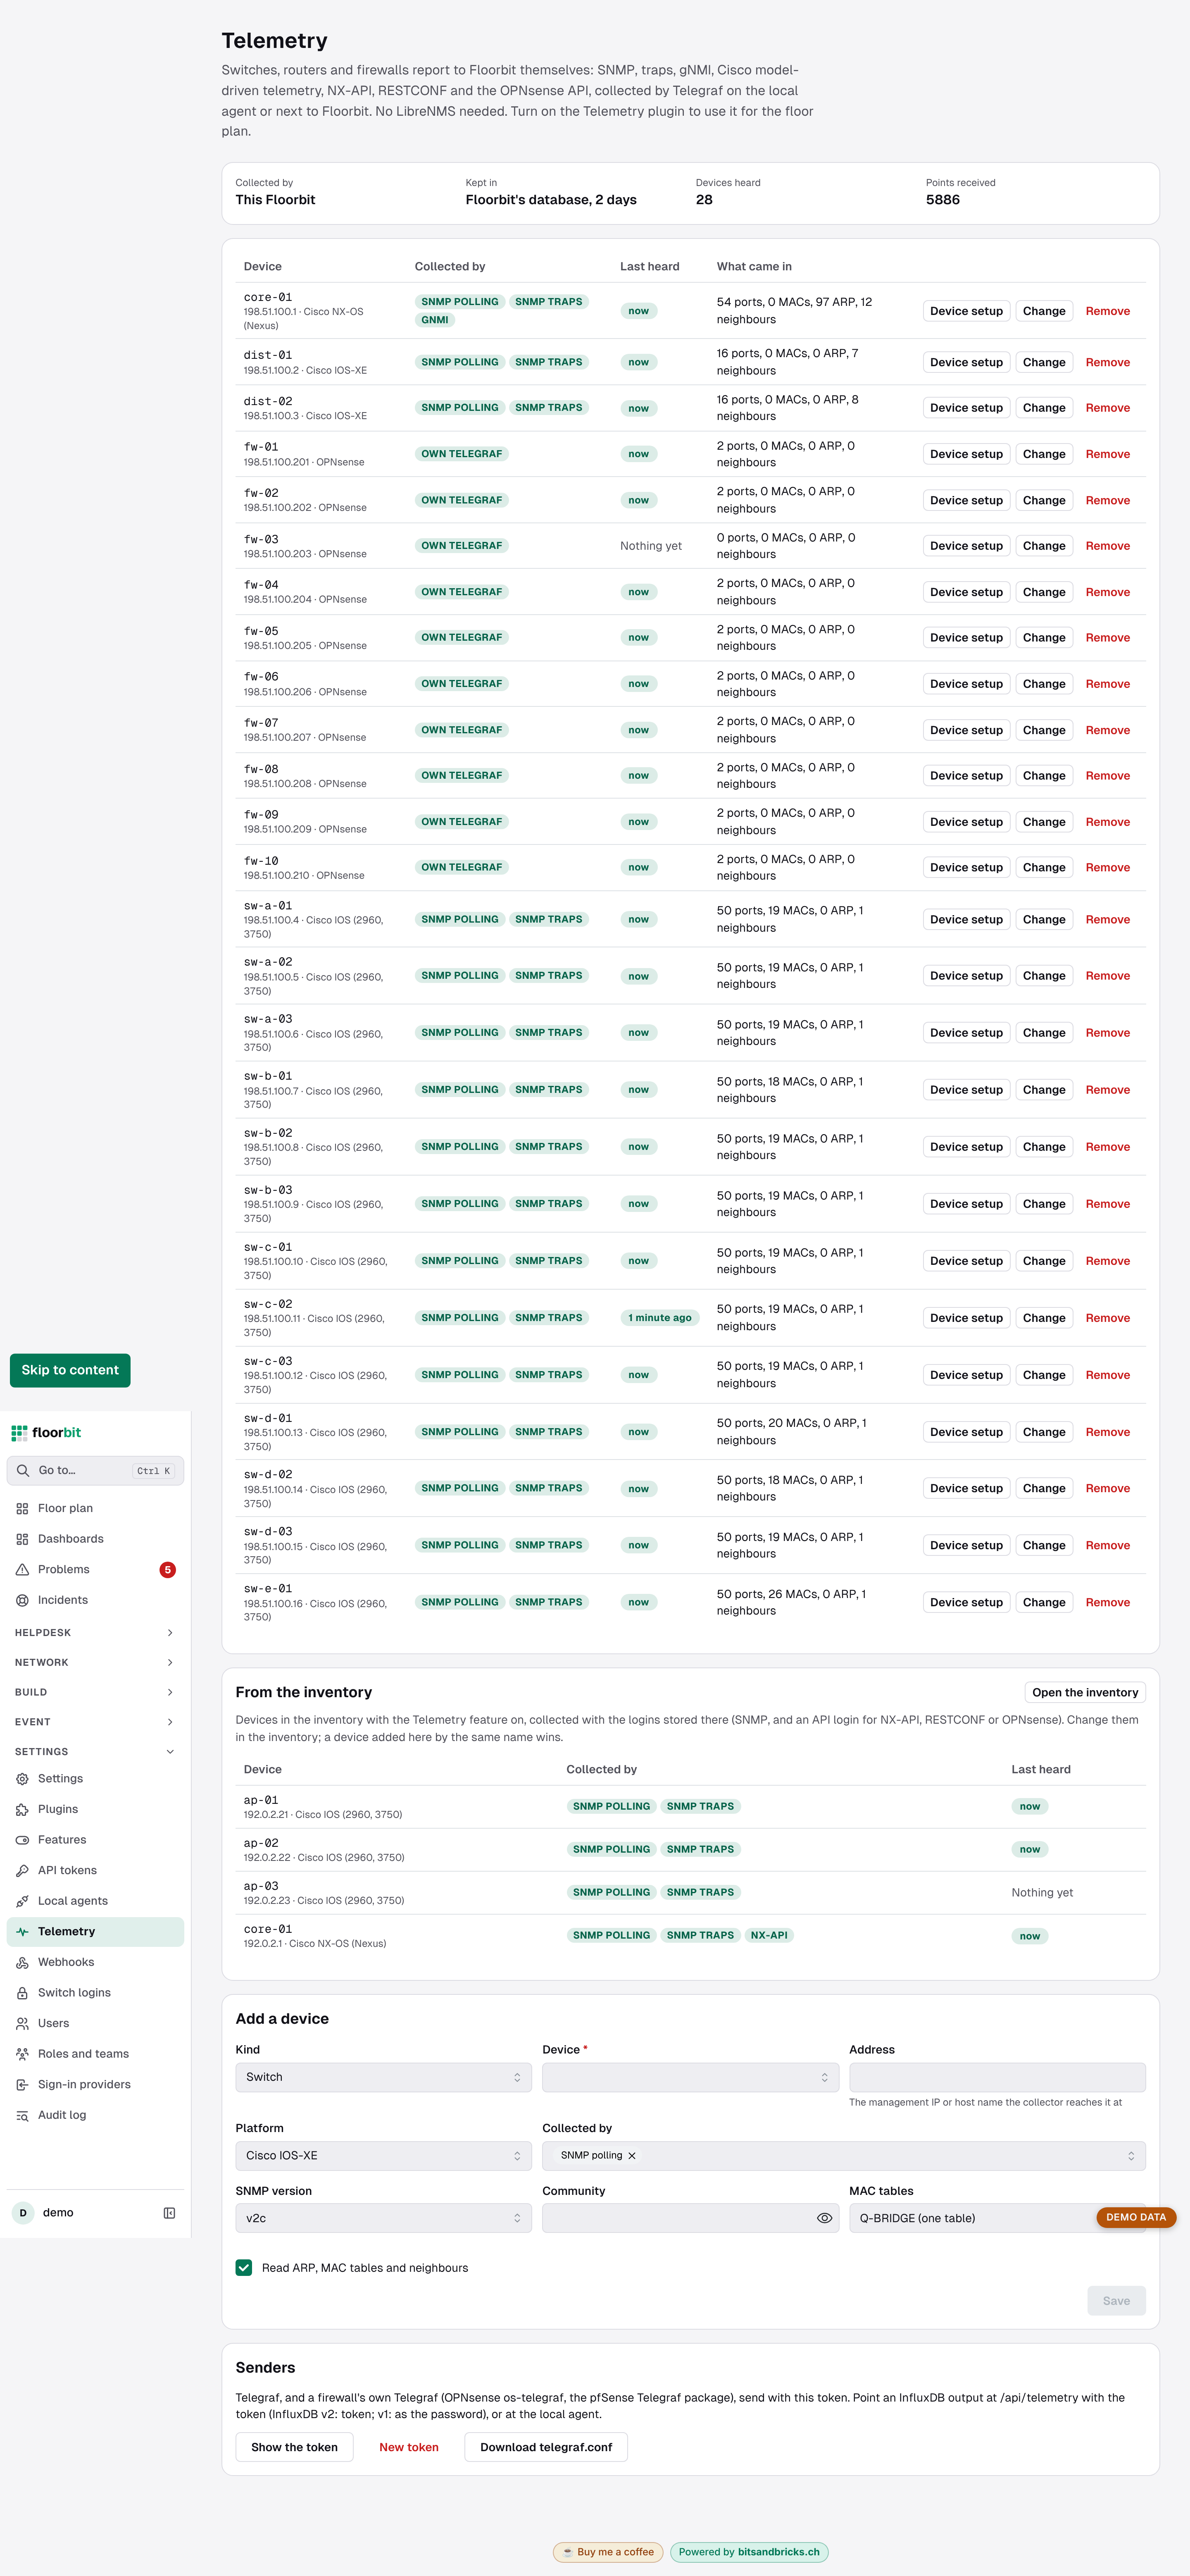 Telemetry
Switches, routers and firewalls report to Floorbit themselves: SNMP, traps, gNMI, Cisco model-
driven telemetry, NX-API, RESTCONF and the OPNsense API, collected by Telegraf on the local
agent or next to Floorbit. No LibreNMS needed. Turn on the Telemetry plugin to use it for the floor
plan.
Collected by Kept in Devices heard Points received
This Floorbit Floorbit's database, 2 days 28 5886
Device Collected by Last heard What came in
core-01
198.51.100.1 · Cisco NX-OS
(Nexus)
SNMP POLLING SNMP TRAPS
GNMI
now
54 ports, 0 MACs, 97 ARP, 12
neighbours
Device setup Change Remove
dist-01
198.51.100.2 · Cisco IOS-XE
SNMP POLLING SNMP TRAPS
now
16 ports, 0 MACs, 0 ARP, 7
neighbours
Device setup Change Remove
dist-02
198.51.100.3 · Cisco IOS-XE
SNMP POLLING SNMP TRAPS
now
16 ports, 0 MACs, 0 ARP, 8
neighbours
Device setup Change Remove
fw-01
198.51.100.201 · OPNsense
OWN TELEGRAF
now
2 ports, 0 MACs, 0 ARP, 0
neighbours
Device setup Change Remove
fw-02
198.51.100.202 · OPNsense
OWN TELEGRAF
now
2 ports, 0 MACs, 0 ARP, 0
neighbours
Device setup Change Remove
fw-03
198.51.100.203 · OPNsense
OWN TELEGRAF
Nothing yet
0 ports, 0 MACs, 0 ARP, 0
neighbours
Device setup Change Remove
fw-04
198.51.100.204 · OPNsense
OWN TELEGRAF
now
2 ports, 0 MACs, 0 ARP, 0
neighbours
Device setup Change Remove
fw-05
198.51.100.205 · OPNsense
OWN TELEGRAF
now
2 ports, 0 MACs, 0 ARP, 0
neighbours
Device setup Change Remove
fw-06
198.51.100.206 · OPNsense
OWN TELEGRAF
now
2 ports, 0 MACs, 0 ARP, 0
neighbours
Device setup Change Remove
fw-07
198.51.100.207 · OPNsense
OWN TELEGRAF
now
2 ports, 0 MACs, 0 ARP, 0
neighbours
Device setup Change Remove
fw-08
198.51.100.208 · OPNsense
OWN TELEGRAF
now
2 ports, 0 MACs, 0 ARP, 0
neighbours
Device setup Change Remove
fw-09
198.51.100.209 · OPNsense
OWN TELEGRAF
now
2 ports, 0 MACs, 0 ARP, 0
neighbours
Device setup Change Remove
fw-10
198.51.100.210 · OPNsense
OWN TELEGRAF
now
2 ports, 0 MACs, 0 ARP, 0
neighbours
Device setup Change Remove
sw-a-01
198.51.100.4 · Cisco IOS (2960,
3750)
SNMP POLLING SNMP TRAPS
now
50 ports, 19 MACs, 0 ARP, 1
neighbours
Device setup Change Remove
sw-a-02
198.51.100.5 · Cisco IOS (2960,
3750)
SNMP POLLING SNMP TRAPS
now
50 ports, 19 MACs, 0 ARP, 1
neighbours
Device setup Change Remove
sw-a-03
198.51.100.6 · Cisco IOS (2960,
3750)
SNMP POLLING SNMP TRAPS
now
50 ports, 19 MACs, 0 ARP, 1
neighbours
Device setup Change Remove
sw-b-01
198.51.100.7 · Cisco IOS (2960,
3750)
SNMP POLLING SNMP TRAPS
now
50 ports, 18 MACs, 0 ARP, 1
neighbours
Device setup Change Remove
sw-b-02
198.51.100.8 · Cisco IOS (2960,
3750)
SNMP POLLING SNMP TRAPS
now
50 ports, 19 MACs, 0 ARP, 1
neighbours
Device setup Change Remove
sw-b-03
198.51.100.9 · Cisco IOS (2960,
3750)
SNMP POLLING SNMP TRAPS
now
50 ports, 19 MACs, 0 ARP, 1
neighbours
Device setup Change Remove
sw-c-01
198.51.100.10 · Cisco IOS (2960,
3750)
SNMP POLLING SNMP TRAPS
now
50 ports, 19 MACs, 0 ARP, 1
neighbours
Device setup Change Remove
sw-c-02
198.51.100.11 · Cisco IOS (2960,
3750)
SNMP POLLING SNMP TRAPS
1 minute ago
50 ports, 19 MACs, 0 ARP, 1
neighbours
Device setup Change Remove
sw-c-03
198.51.100.12 · Cisco IOS (2960,
3750)
SNMP POLLING SNMP TRAPS
now
50 ports, 19 MACs, 0 ARP, 1
neighbours
Device setup Change Remove
sw-d-01
198.51.100.13 · Cisco IOS (2960,
3750)
SNMP POLLING SNMP TRAPS
now
50 ports, 20 MACs, 0 ARP, 1
neighbours
Device setup Change Remove
sw-d-02
198.51.100.14 · Cisco IOS (2960,
3750)
SNMP POLLING SNMP TRAPS
now
50 ports, 18 MACs, 0 ARP, 1
neighbours
Device setup Change Remove
sw-d-03
198.51.100.15 · Cisco IOS (2960,
3750)
SNMP POLLING SNMP TRAPS
now
50 ports, 19 MACs, 0 ARP, 1
neighbours
Device setup Change Remove
sw-e-01
198.51.100.16 · Cisco IOS (2960,
3750)
SNMP POLLING SNMP TRAPS
now
50 ports, 26 MACs, 0 ARP, 1
neighbours
Device setup Change Remove
Skip to content
floorbit
Go to... Ctrl K
Floor plan
Dashboards
Problems 5
Incidents
HELPDESK
NETWORK
BUILD
EVENT
SETTINGS
Settings
Plugins
Features
API tokens
Local agents
Telemetry
Webhooks
Switch logins
Users
Roles and teams
Sign-in providers
Audit log
D demo
From the inventory
Open the inventory
Devices in the inventory with the Telemetry feature on, collected with the logins stored there (SNMP, and an API login for NX-API, RESTCONF or OPNsense). Change them
in the inventory; a device added here by the same name wins.
Device Collected by Last heard
ap-01
192.0.2.21 · Cisco IOS (2960, 3750)
SNMP POLLING SNMP TRAPS
now
ap-02
192.0.2.22 · Cisco IOS (2960, 3750)
SNMP POLLING SNMP TRAPS
now
ap-03
192.0.2.23 · Cisco IOS (2960, 3750)
SNMP POLLING SNMP TRAPS
Nothing yet
core-01
192.0.2.1 · Cisco NX-OS (Nexus)
SNMP POLLING SNMP TRAPS NX-API
now
Add a device
Kind Device * Address
Switch
The management IP or host name the collector reaches it at
Platform Collected by
Cisco IOS-XE SNMP polling
SNMP version Community MAC tables
v2c Q-BRIDGE (one table)
DEMO DATA
Read ARP, MAC tables and neighbours
Save
Senders
Telegraf, and a firewall's own Telegraf (OPNsense os-telegraf, the pfSense Telegraf package), send with this token. Point an InfluxDB output at /api/telemetry with the
token (InfluxDB v2: token; v1: as the password), or at the local agent.
Show the token New token Download telegraf.conf
Buy me a coffee Powered by bitsandbricks.ch